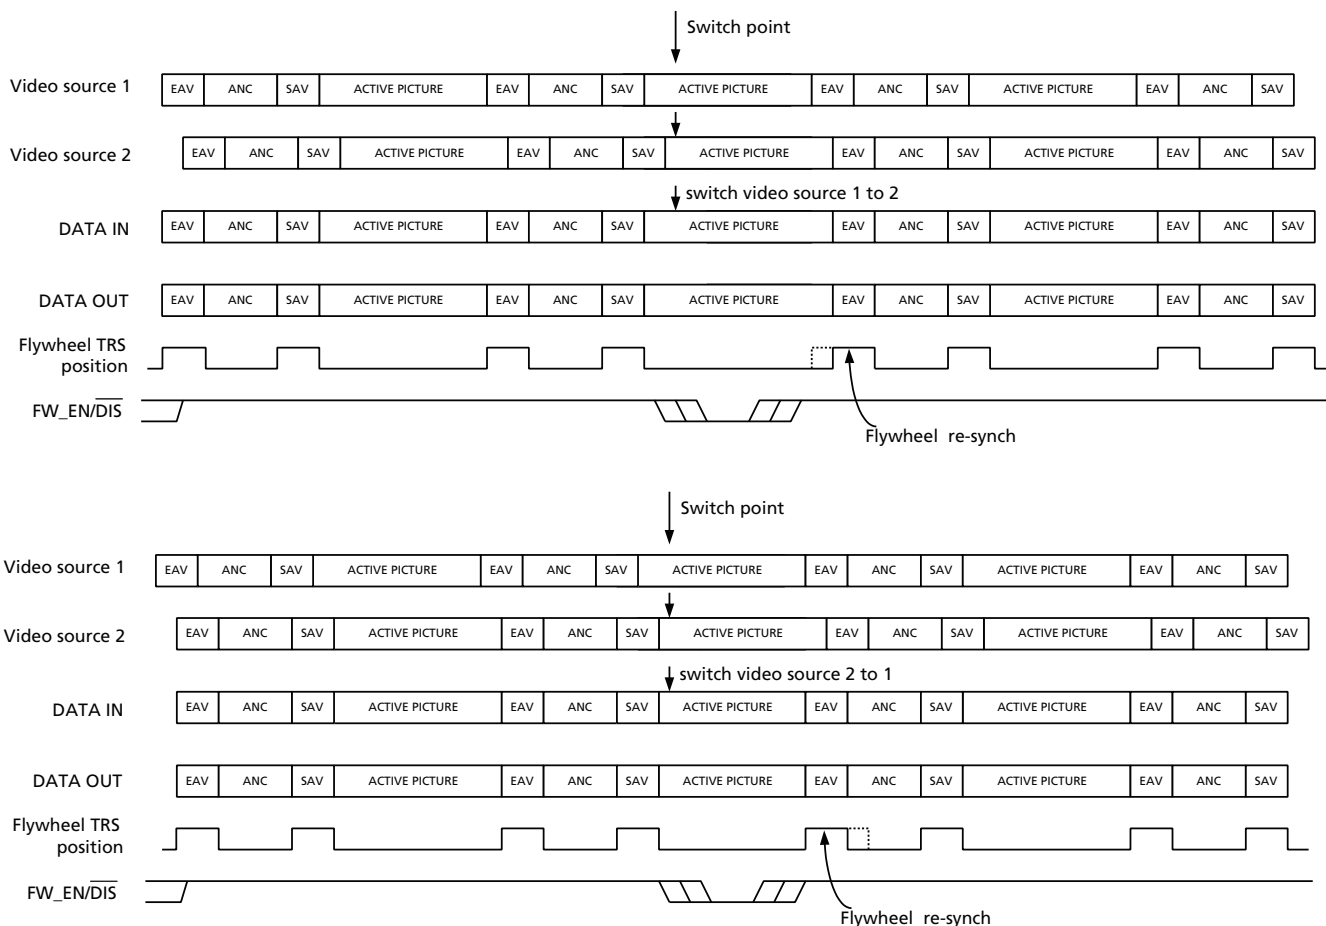 Switch point
Video source 1 EAV ANC SAV ACTIVE PICTURE EAV ANC SAV ACTIVE PICTURE EAV ANC SAV ACTIVE PICTURE EAV ANC SAV
Video source 2 EAV ANC SAV ACTIVE PICTURE EAV ANC SAV ACTIVE PICTURE EAV ANC SAV ACTIVE PICTURE EAV ANC SAV
switch video source 1 to 2
DATA IN EAV ANC SAV ACTIVE PICTURE EAV ANC SAV ACTIVE PICTURE EAV ANC SAV ACTIVE PICTURE EAV ANC SAV
DATA OUT EAV ANC SAV ACTIVE PICTURE EAV ANC SAV ACTIVE PICTURE EAV ANC SAV ACTIVE PICTURE EAV ANC SAV
Flywheel TRS
position
FW_EN/DIS
Flywheel re-synch
Switch point
Video source 1 EAV ANC SAV ACTIVE PICTURE EAV ANC SAV ACTIVE PICTURE EAV ANC SAV ACTIVE PICTURE EAV ANC SAV
Video source 2 EAV ANC SAV ACTIVE PICTURE EAV ANC SAV ACTIVE PICTURE EAV ANC SAV ACTIVE PICTURE EAV ANC SAV
switch video source 2 to 1
DATA IN EAV ANC SAV ACTIVE PICTURE EAV ANC SAV ACTIVE PICTURE EAV ANC SAV ACTIVE PICTURE EAV ANC SAV
DATA OUT EAV ANC SAV ACTIVE PICTURE EAV ANC SAV ACTIVE PICTURE EAV ANC SAV ACTIVE PICTURE EAV ANC SAV
Flywheel TRS
position
FW_EN/DIS
Flywheel re-synch